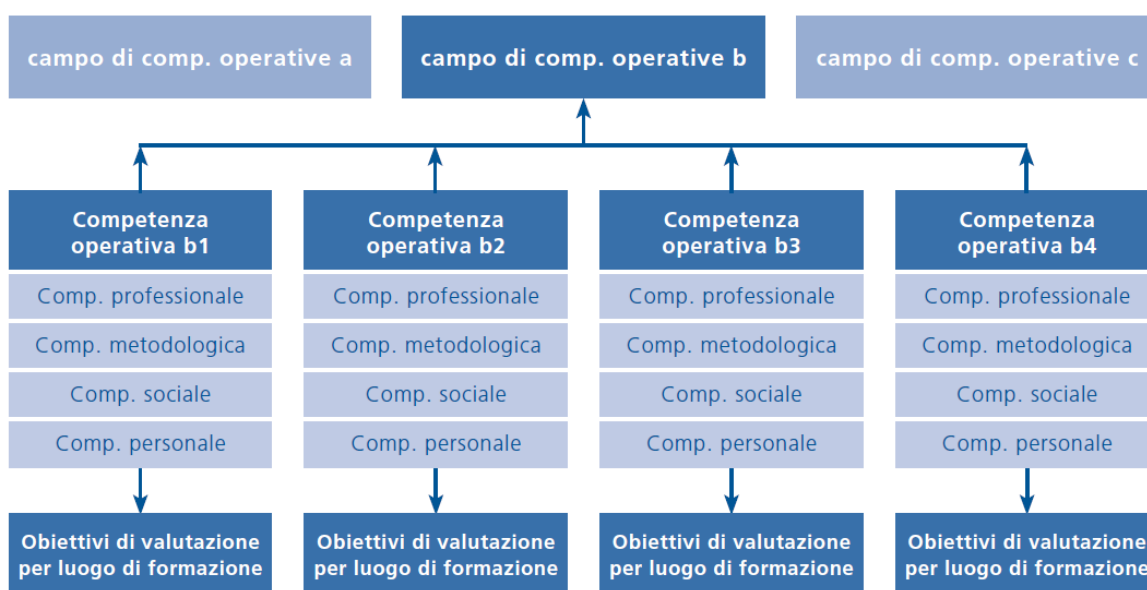 campo di comp. operative a
campo di comp. operative b
campo di comp. operative c
Competenza
operativa b1
Competenza
operativa b2
Competenza
operativa b3
Competenza
operativa b4
Comp. professionale
Comp. professionale
Comp. professionale
Comp. professionale
Comp. metodologica
Comp. metodologica
Comp. metodologica
Comp. metodologica
Comp. sociale
Comp. sociale
Comp. sociale
Comp. sociale
Comp. personale
Comp. personale
Comp. personale
Comp. personale
Obiettivi di valutazione
per luogo di formazione
Obiettivi di valutazione
per luogo di formazione
Obiettivi di valutazione
per luogo di formazione
Obiettivi di valutazione
per luogo di formazione